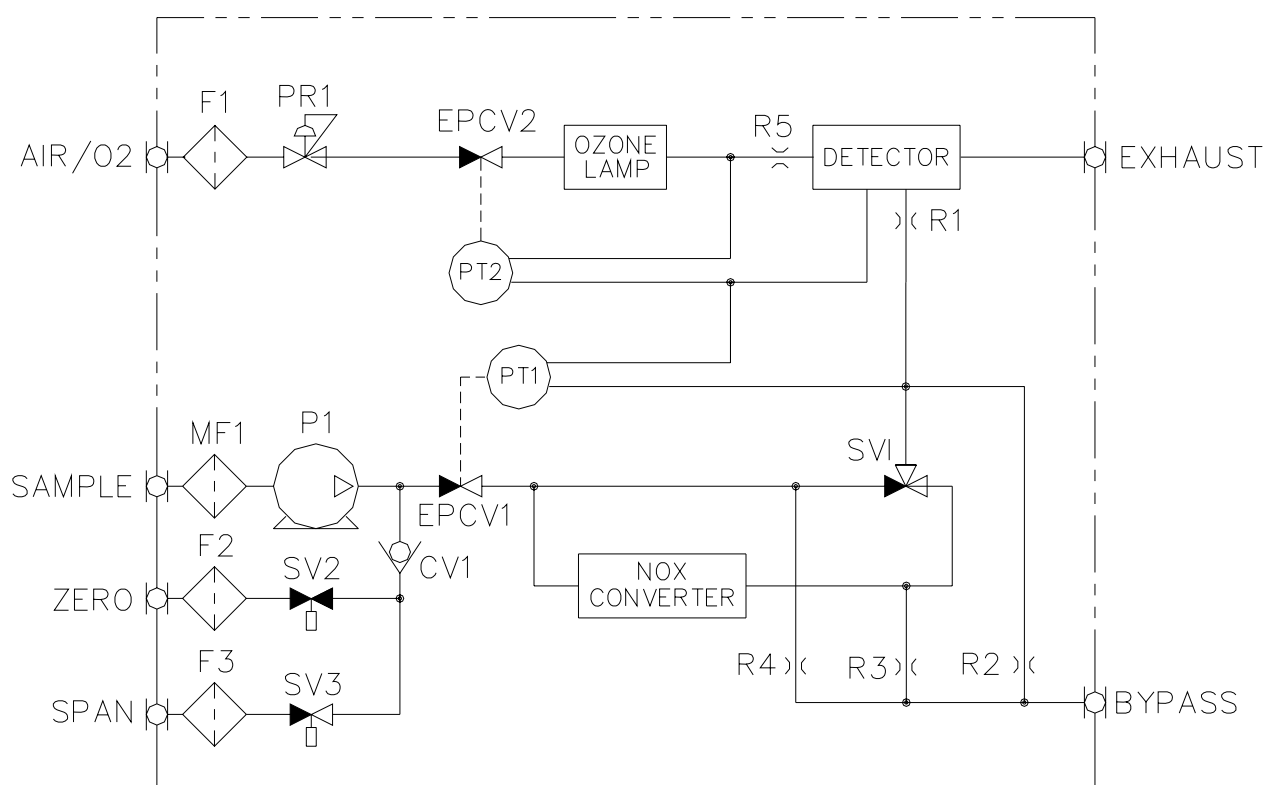 F1
PR1
EPCV2
R5
AIR/O2
OZONE
LAMP
DETECTOR
EXHAUST
R1
PT2
PT1
MF1
P1
SVI
SAMPLE
EPCV1
F2
SV2
CV1
NOX
CONVERTER
ZERO
F3
SV3
R4
R3
R2
SPAN
BYPASS